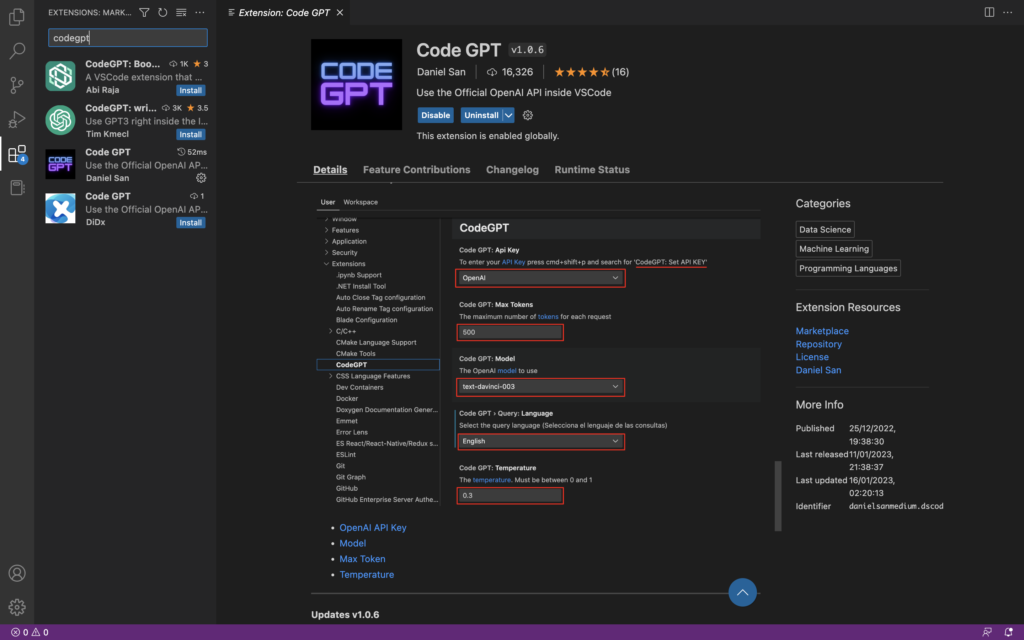 EXTENSIONS: MARK...
codegpt
CodeGPT: Boo... 1K ★ 3
A VSCode extension that ...
Abi Raja Install
CodeGPT: wri... 3K ★ 3.5
Use GPT3 right inside the I...
Tim Kmecl Install
Code GPT 52ms
Use the Official OpenAI AP...
Daniel San
Code GPT 1
Use the Official OpenAI AP...
DiDx Install
4
Extension: Code GPT
CODE
GPT
Code GPT v1.0.6
Daniel San 16,326 (16)
Use the Official OpenAI API inside VSCode
Disable Uninstall
This extension is enabled globally.
Details Feature Contributions Changelog Runtime Status
User Workspace
Window
Features
Application
Security
Extensions
.ipynb Support
.NET Install Tool
Auto Close Tag configuration
Auto Rename Tag configuration
Blade Configuration
C/C++
CMake Language Support
CMake Tools
CodeGPT
CSS Language Features
Dev Containers
Docker
Doxygen Documentation Gener...
Emmet
Error Lens
ES React/React-Native/Redux s...
ESLint
Git
Git Graph
GitHub
GitHub Enterprise Server Authe...
CodeGPT
Code GPT: Api Key
To enter your API Key press cmd+shift+p and search for 'CodeGPT: Set API KEY'
OpenAI
Code GPT: Max Tokens
The maximum number of tokens for each request
500
Code GPT: Model
The OpenAI model to use
text-davinci-003
Code GPT › Query: Language
Select the query language (Selecciona el lenguaje de las consultas)
English
Code GPT: Temperature
The temperature. Must be between 0 and 1
0.3
• OpenAI API Key
• Model
• Max Token
• Temperature
Updates v1.0.6
Categories
Data Science
Machine Learning
Programming Languages
Extension Resources
Marketplace
Repository
License
Daniel San
More Info
Published 25/12/2022,
19:38:30
Last released 11/01/2023,
21:38:37
Last updated 16/01/2023,
02:20:13
Identifier danielsanmedium.dscod
0 0